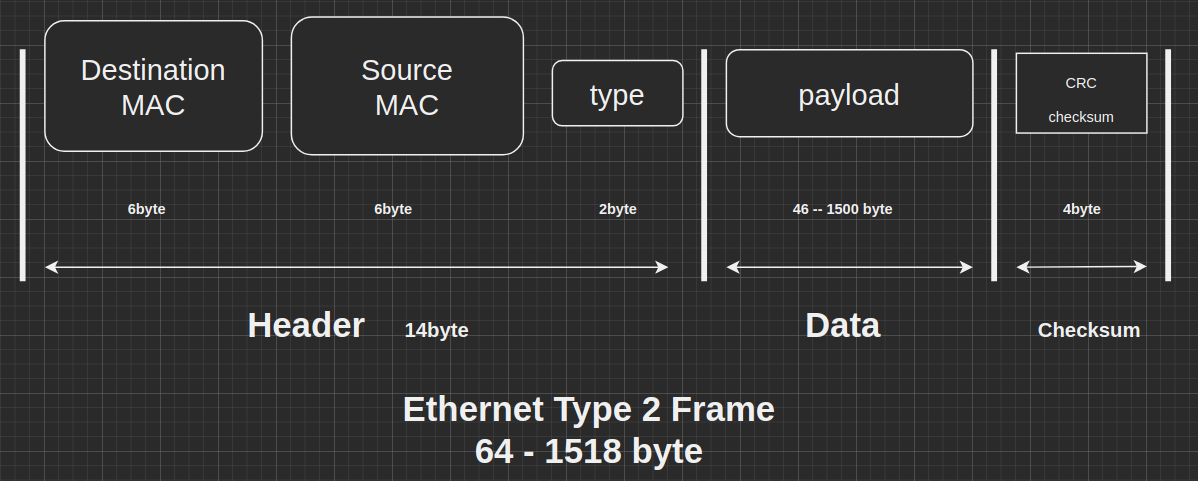 Destination
MAC
Source
MAC
type
payload
CRC
checksum
6byte
6byte
2byte
46 -- 1500 byte
4byte
Header
14byte
Data
Checksum
Ethernet Type 2 Frame
64 - 1518 byte